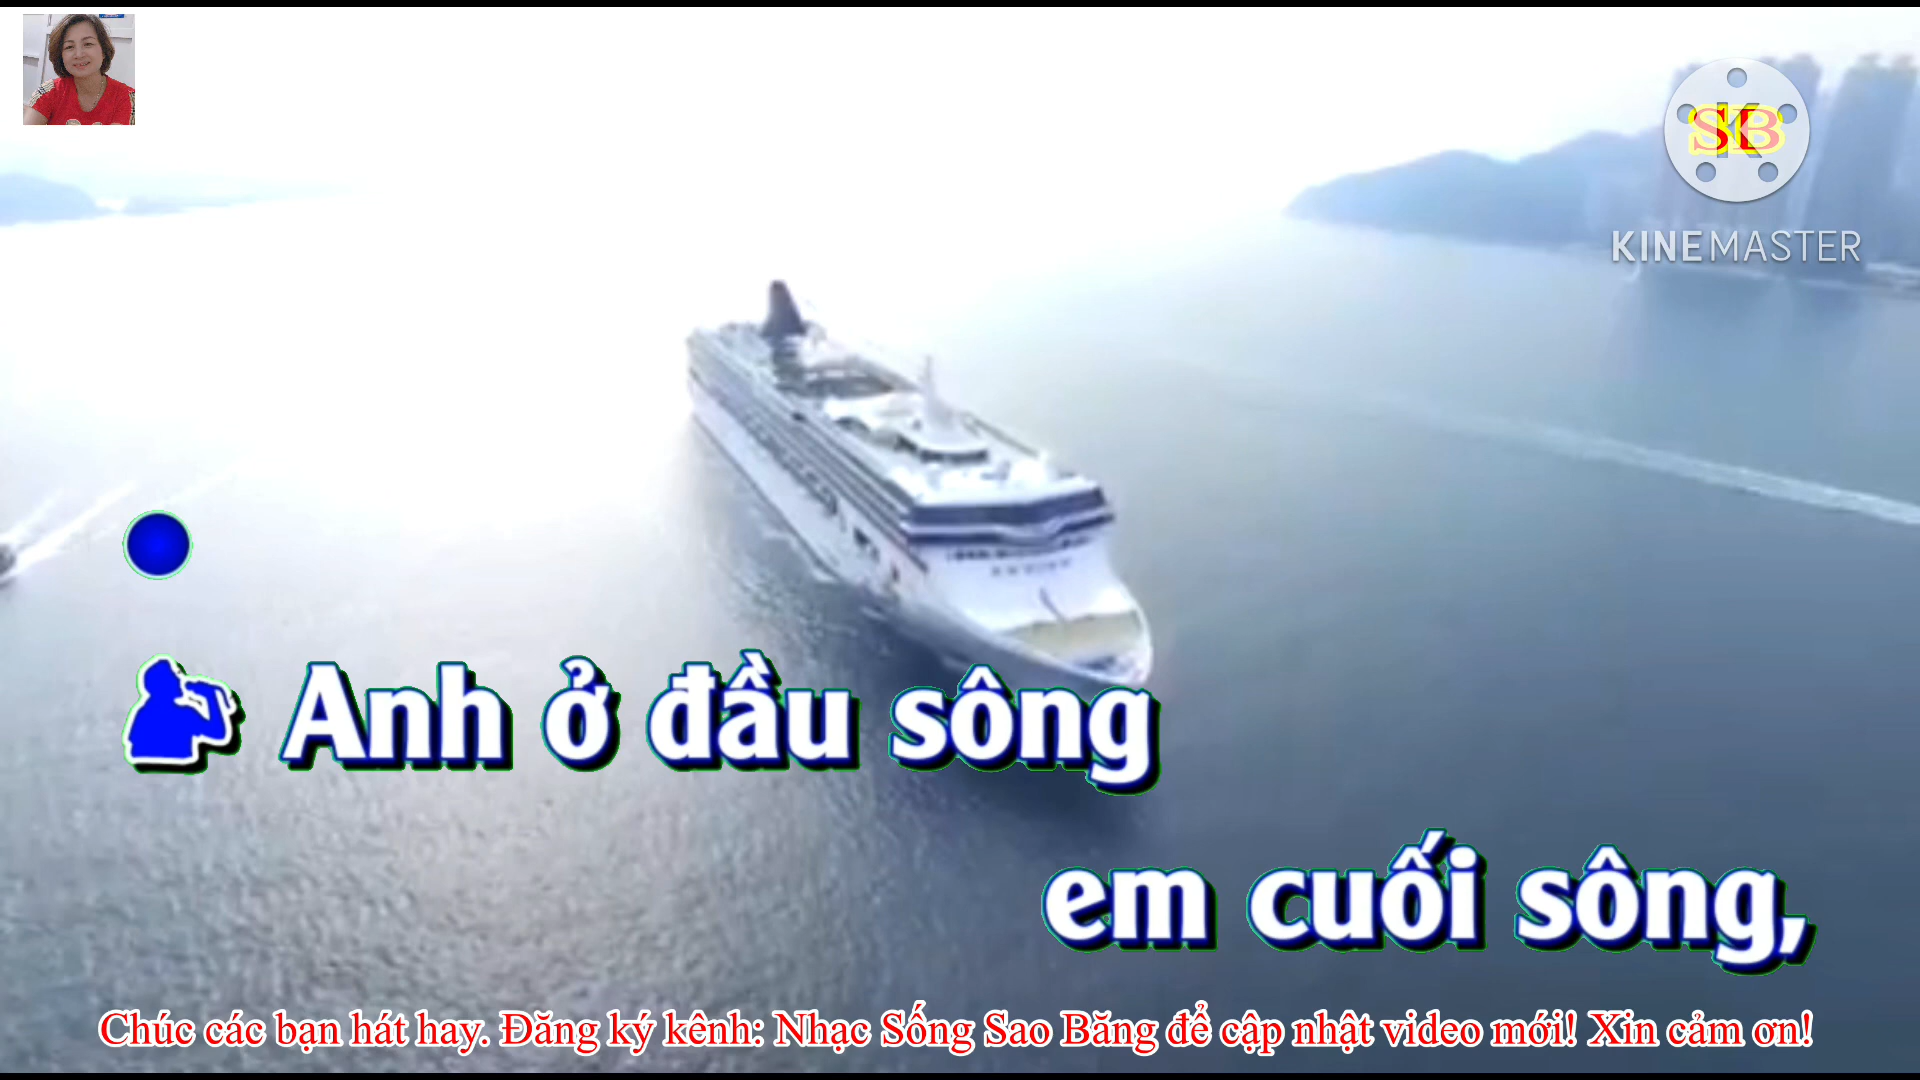 SKB
KINEMASTER
Anh ở đầu sông
em cuối sông,
Chúc các bạn hát hay. Đăng ký kênh: Nhạc Sống Sao Băng để cập nhật video mới! Xin cảm ơn!